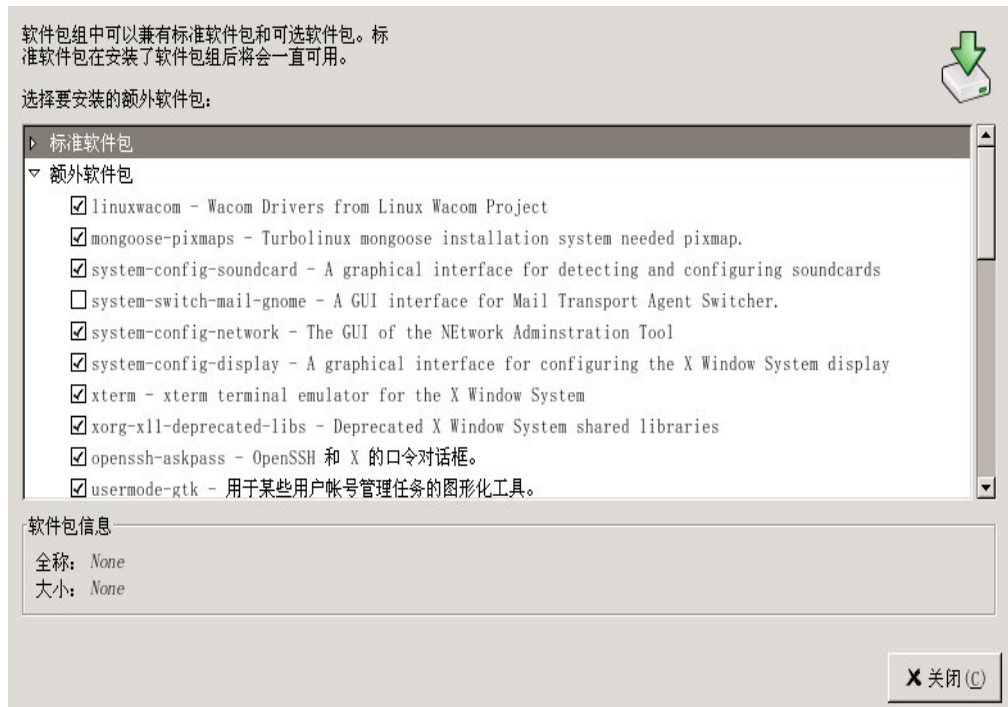 软件包组中可以兼有标准软件包和可选软件包。标
准软件包在安装了软件包组后将会一直可用。
选择要安装的额外软件包：
标准软件包
额外软件包
linuxwacom - Wacom Drivers from Linux Wacom Project
mongoose-pixmaps - Turbolinux mongoose installation system needed pixmap.
system-config-soundcard - A graphical interface for detecting and configuring soundcards
system-switch-mail-gnome - A GUI interface for Mail Transport Agent Switcher.
system-config-network - The GUI of the NEtwork Adminstration Tool
system-config-display - A graphical interface for configuring the X Window System display
xterm - xterm terminal emulator for the X Window System
xorg-x11-deprecated-libs - Deprecated X Window System shared libraries
openssh-askpass - OpenSSH 和 X 的口令对话框。
usermode-gtk - 用于某些用户帐号管理任务的图形化工具。
软件包信息
全称： None
大小： None
关闭(C)